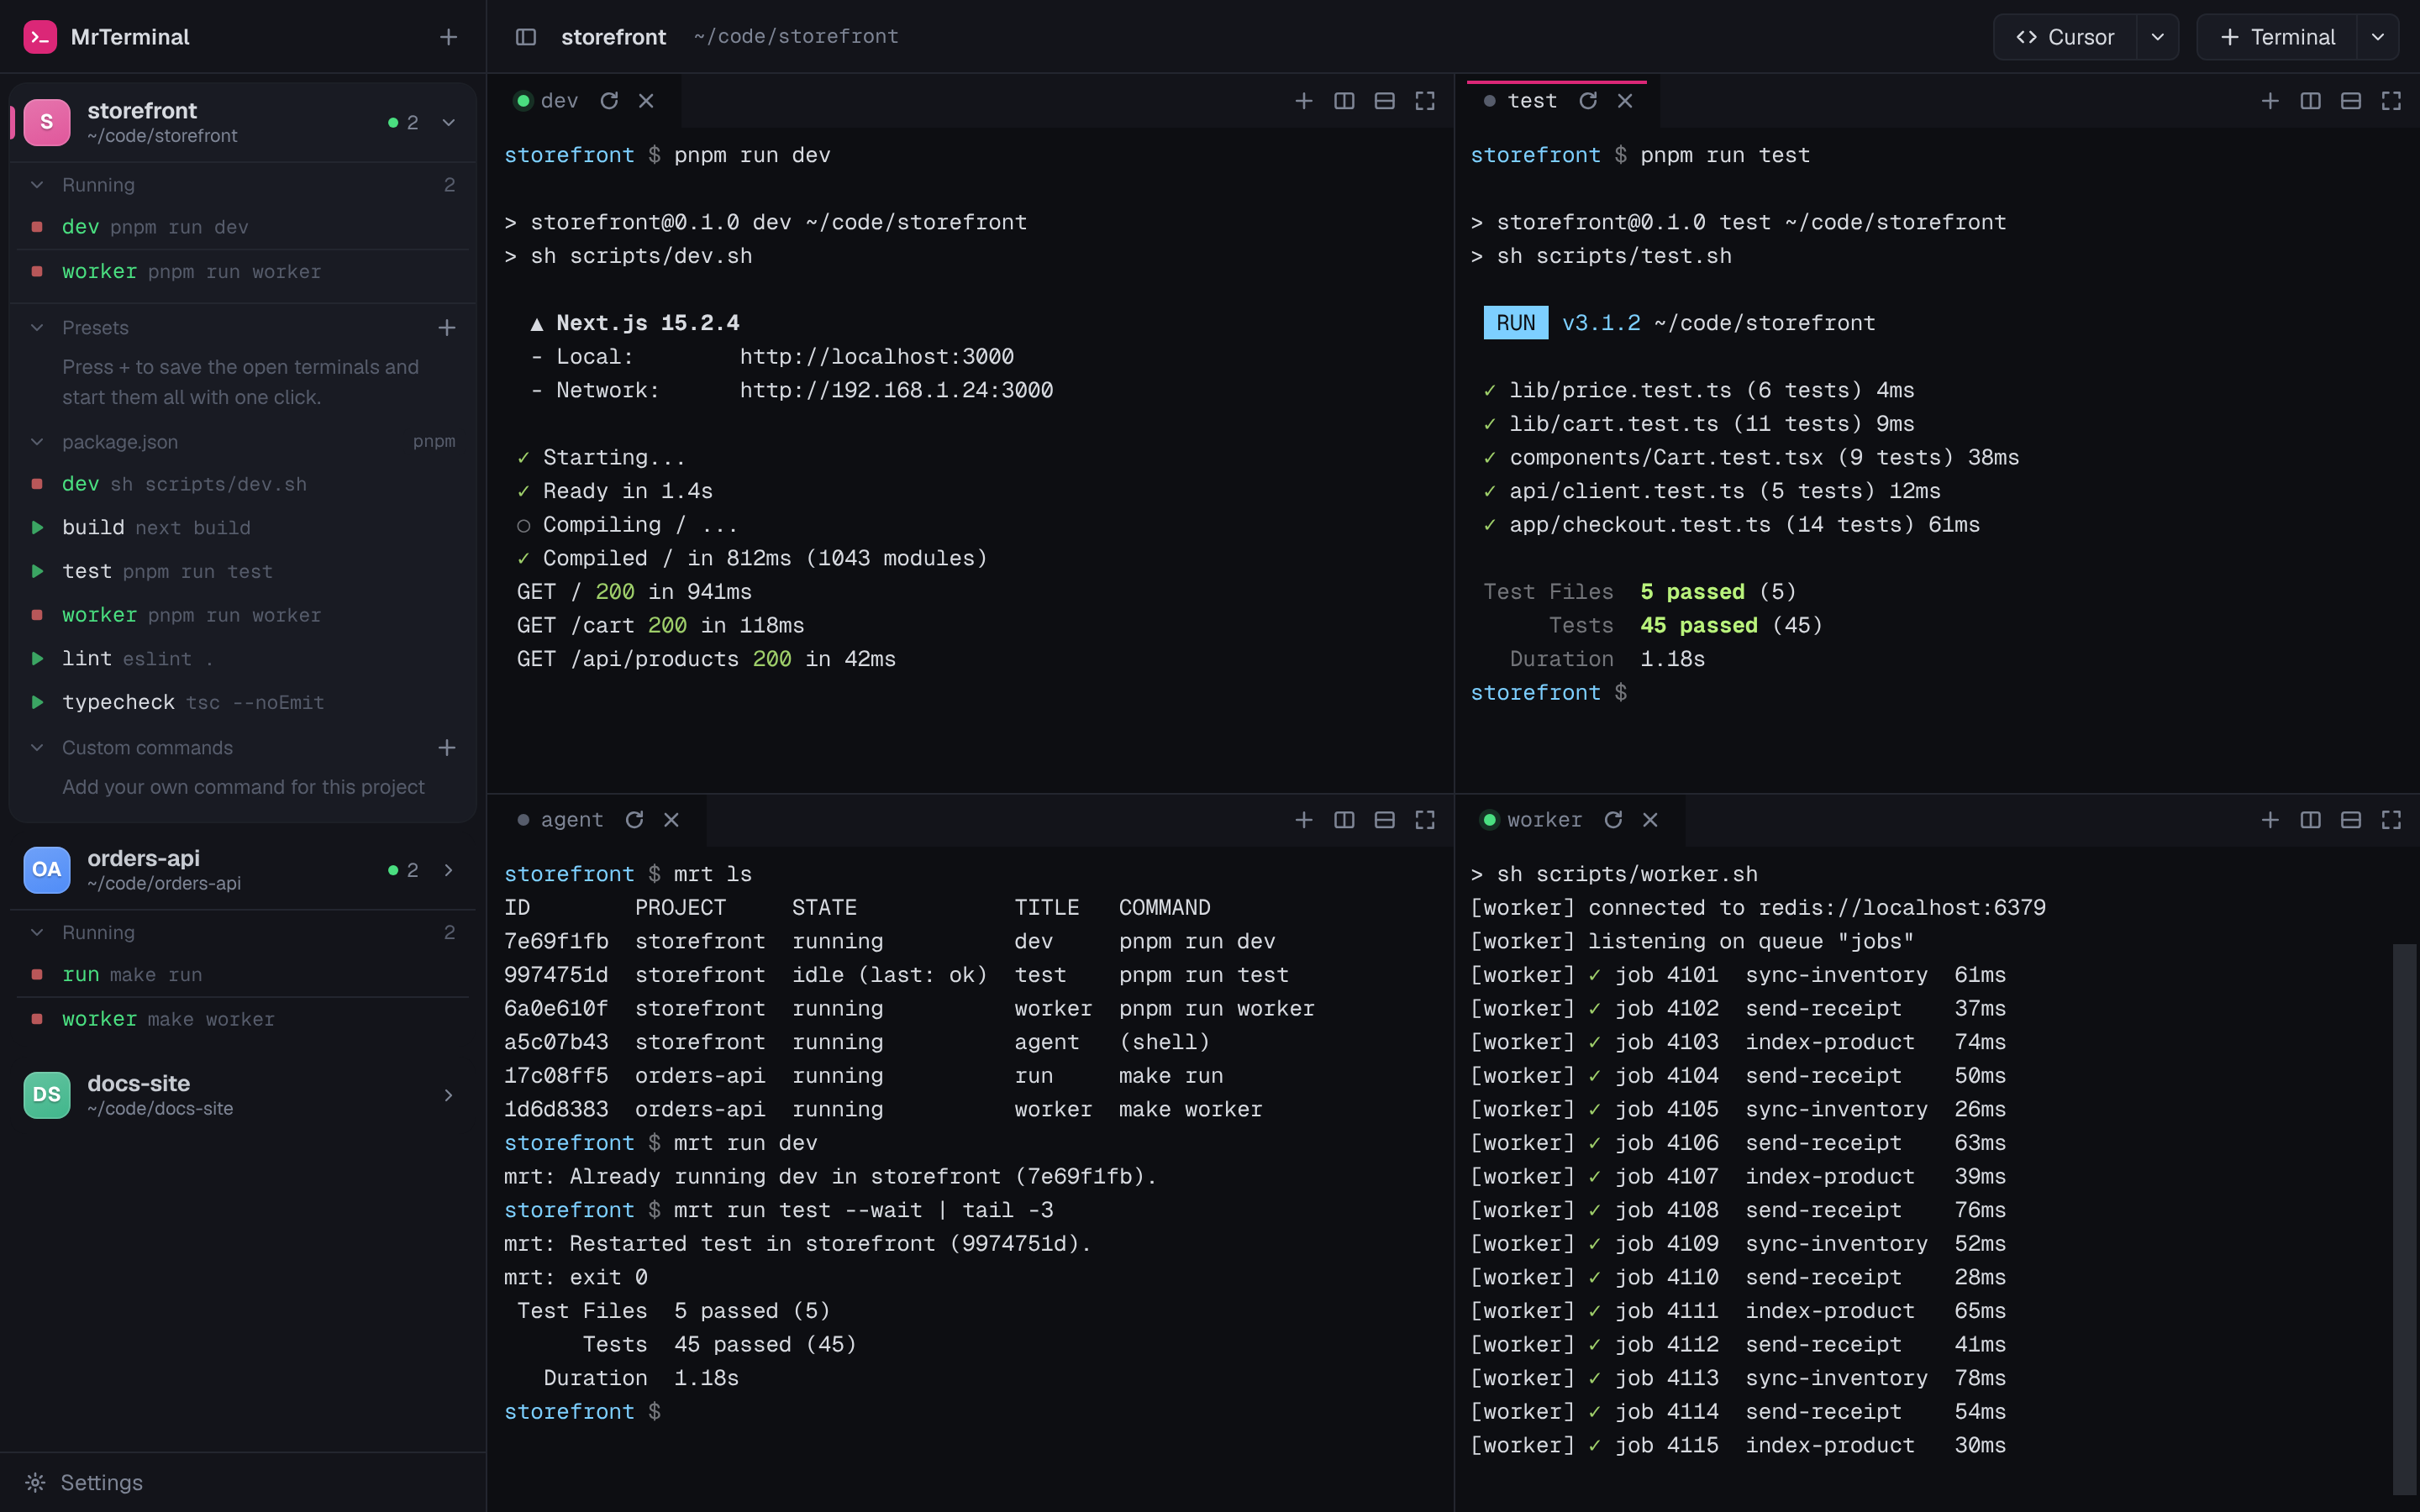 MrTerminal
storefront ~/code/storefront
Cursor
Terminal
S
storefront
~/code/storefront
2
Running 2
dev pnpm run dev
worker pnpm run worker
Presets
Press + to save the open terminals and
start them all with one click.
package.json pnpm
dev sh scripts/dev.sh
build next build
test pnpm run test
worker pnpm run worker
lint eslint .
typecheck tsc --noEmit
Custom commands
Add your own command for this project
OA
orders-api
~/code/orders-api
2
Running 2
run make run
worker make worker
DS
docs-site
~/code/docs-site
Settings
dev
storefront $ pnpm run dev
> storefront@0.1.0 dev ~/code/storefront
> sh scripts/dev.sh
▲ Next.js 15.2.4
- Local: http://localhost:3000
- Network: http://192.168.1.24:3000
✓ Starting...
✓ Ready in 1.4s
○ Compiling / ...
✓ Compiled / in 812ms (1043 modules)
GET / 200 in 941ms
GET /cart 200 in 118ms
GET /api/products 200 in 42ms
test
storefront $ pnpm run test
> storefront@0.1.0 test ~/code/storefront
> sh scripts/test.sh
RUN v3.1.2 ~/code/storefront
✓ lib/price.test.ts (6 tests) 4ms
✓ lib/cart.test.ts (11 tests) 9ms
✓ components/Cart.test.tsx (9 tests) 38ms
✓ api/client.test.ts (5 tests) 12ms
✓ app/checkout.test.ts (14 tests) 61ms
Test Files 5 passed (5)
Tests 45 passed (45)
Duration 1.18s
storefront $
agent
storefront $ mrt ls
ID PROJECT STATE TITLE COMMAND
7e69f1fb storefront running dev pnpm run dev
9974751d storefront idle (last: ok) test pnpm run test
6a0e610f storefront running worker pnpm run worker
a5c07b43 storefront running agent (shell)
17c08ff5 orders-api running run make run
1d6d8383 orders-api running worker make worker
storefront $ mrt run dev
mrt: Already running dev in storefront (7e69f1fb).
storefront $ mrt run test --wait | tail -3
mrt: Restarted test in storefront (9974751d).
mrt: exit 0
Test Files 5 passed (5)
Tests 45 passed (45)
Duration 1.18s
storefront $
worker
> sh scripts/worker.sh
[worker] connected to redis://localhost:6379
[worker] listening on queue "jobs"
[worker] ✓ job 4101 sync-inventory 61ms
[worker] ✓ job 4102 send-receipt 37ms
[worker] ✓ job 4103 index-product 74ms
[worker] ✓ job 4104 send-receipt 50ms
[worker] ✓ job 4105 sync-inventory 26ms
[worker] ✓ job 4106 send-receipt 63ms
[worker] ✓ job 4107 index-product 39ms
[worker] ✓ job 4108 send-receipt 76ms
[worker] ✓ job 4109 sync-inventory 52ms
[worker] ✓ job 4110 send-receipt 28ms
[worker] ✓ job 4111 index-product 65ms
[worker] ✓ job 4112 send-receipt 41ms
[worker] ✓ job 4113 sync-inventory 78ms
[worker] ✓ job 4114 send-receipt 54ms
[worker] ✓ job 4115 index-product 30ms